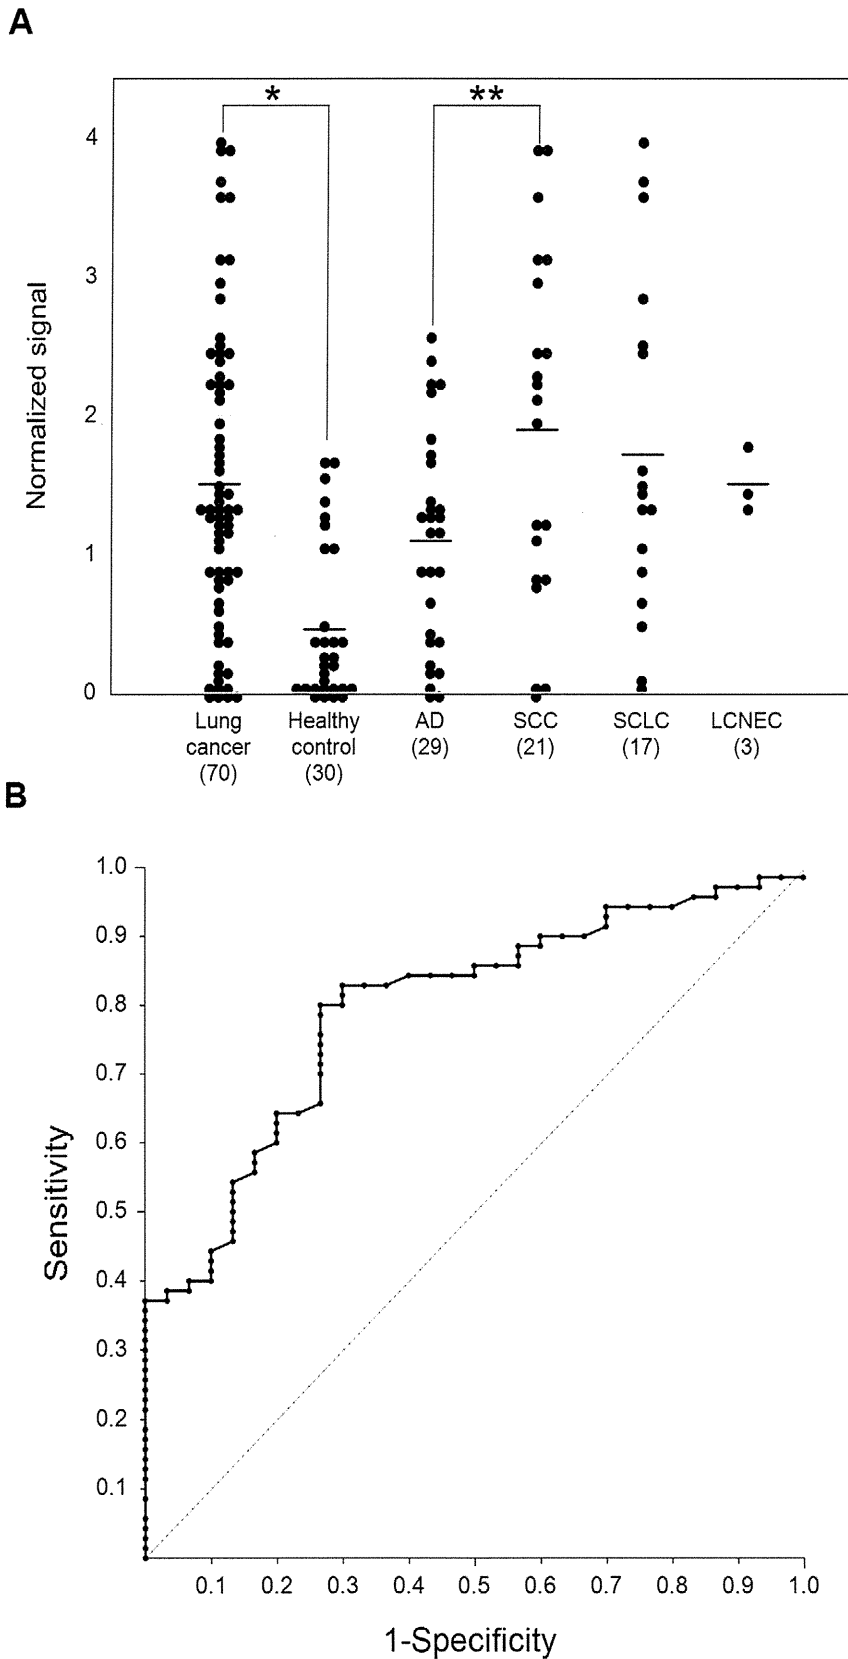 A
* **
4
3
2
1
0
Normalized signal
Lung Healthy AD SCC SCLC LCNEC
cancer control (29) (21) (17) (3)
(70) (30)
B
1.0
0.9
0.8
0.7
0.6
0.5
0.4
0.3
0.2
0.1
Sensitivity
0.1 0.2 0.3 0.4 0.5 0.6 0.7 0.8 0.9 1.0
1-Specificity